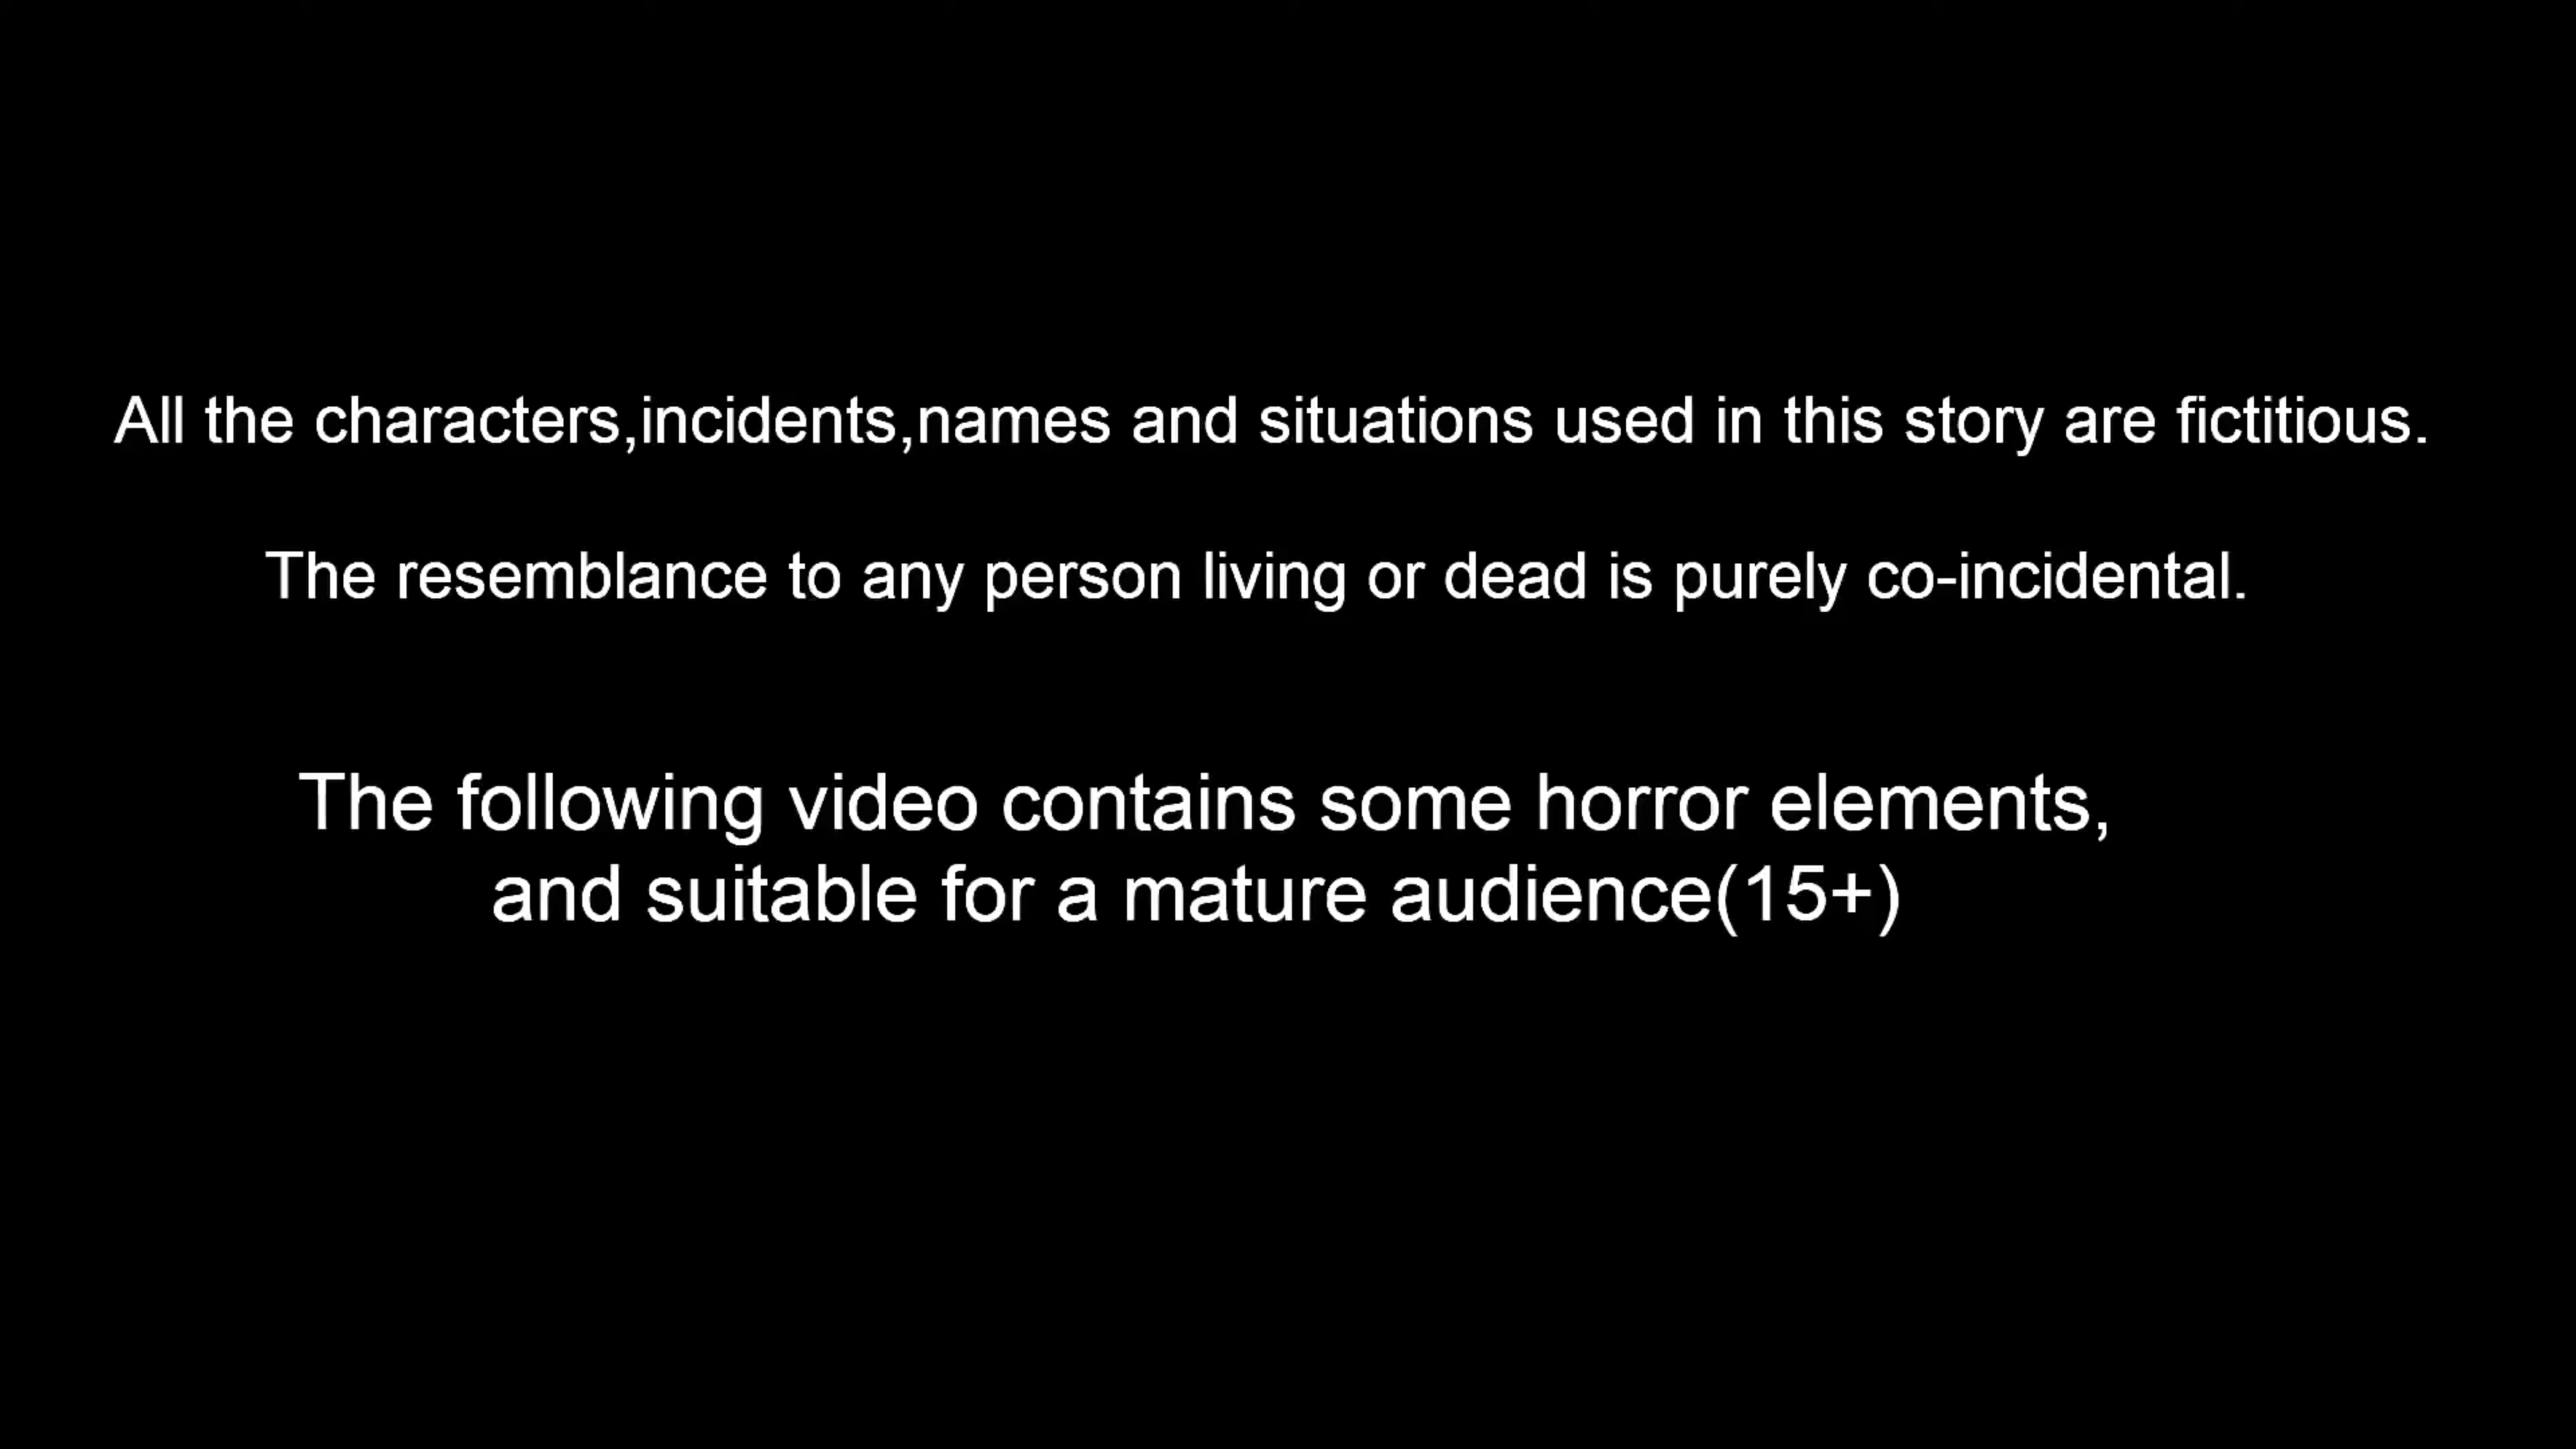 All the characters,incidents,names and situations used in this story are fictitious.
The resemblance to any person living or dead is purely co-incidental.
The following video contains some horror elements,
and suitable for a mature audience(15+)